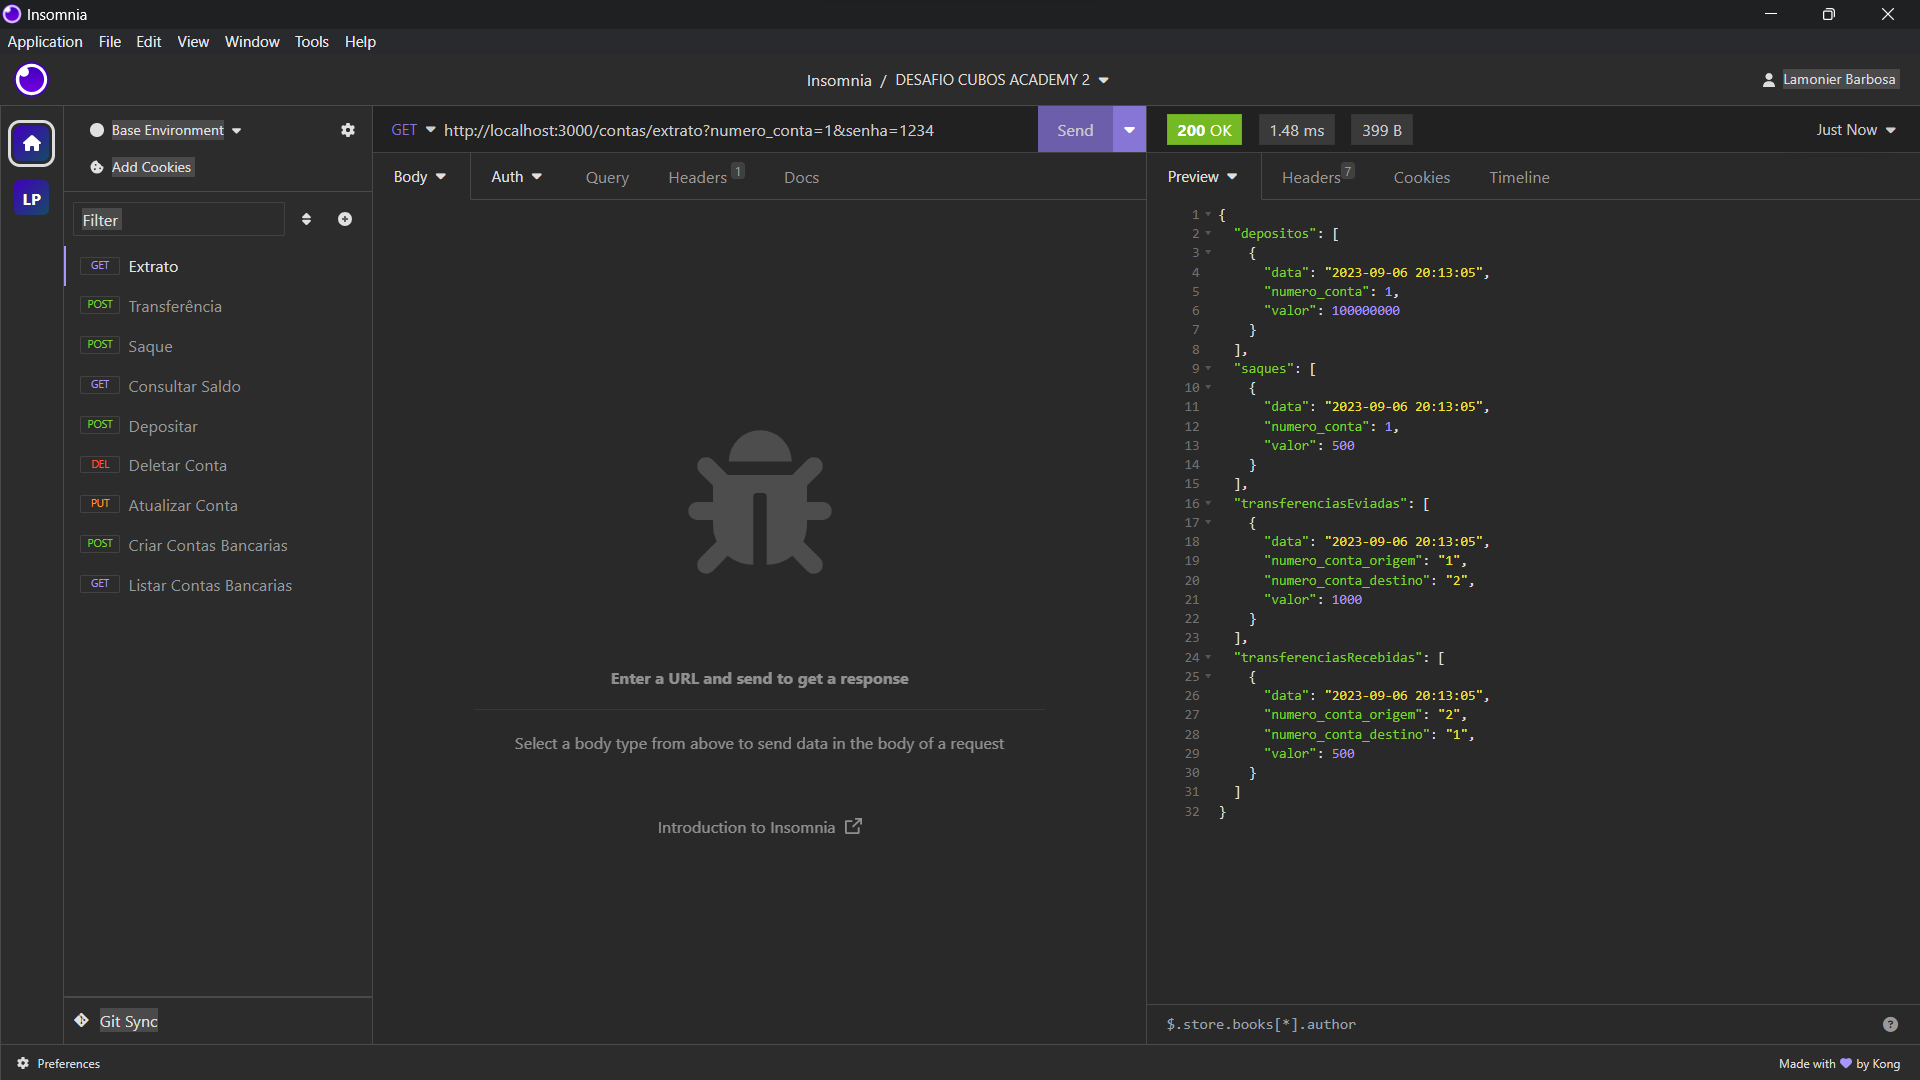 Insomnia
Application File Edit View Window Tools Help
Insomnia / DESAFIO CUBOS ACADEMY 2
Lamonier Barbosa
Base Environment
Add Cookies
LP
Filter
GET Extrato
POST Transferência
POST Saque
GET Consultar Saldo
POST Depositar
DEL Deletar Conta
PUT Atualizar Conta
POST Criar Contas Bancarias
GET Listar Contas Bancarias
Git Sync
Preferences
GET http://localhost:3000/contas/extrato?numero_conta=1&senha=1234 Send
Body Auth Query Headers 1 Docs
Enter a URL and send to get a response
Select a body type from above to send data in the body of a request
Introduction to Insomnia
200 OK 1.48 ms 399 B Just Now
Preview Headers 7 Cookies Timeline
1 {
2 "depositos": [
3 {
4 "data": "2023-09-06 20:13:05",
5 "numero_conta": 1,
6 "valor": 100000000
7 }
8 ],
9 "saques": [
10 {
11 "data": "2023-09-06 20:13:05",
12 "numero_conta": 1,
13 "valor": 500
14 }
15 ],
16 "transferenciasEviadas": [
17 {
18 "data": "2023-09-06 20:13:05",
19 "numero_conta_origem": "1",
20 "numero_conta_destino": "2",
21 "valor": 1000
22 }
23 ],
24 "transferenciasRecebidas": [
25 {
26 "data": "2023-09-06 20:13:05",
27 "numero_conta_origem": "2",
28 "numero_conta_destino": "1",
29 "valor": 500
30 }
31 ]
32 }
$.store.books[*].author
?
Made with 💜 by Kong